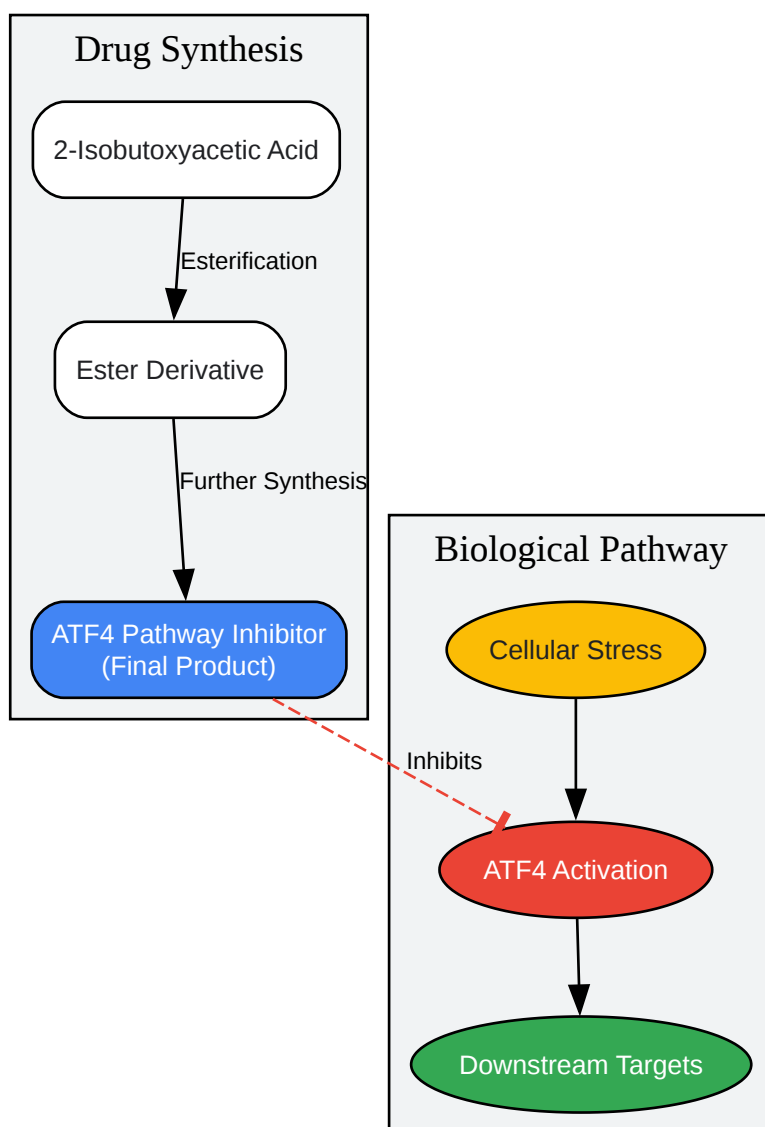 Drug Synthesis
2-Isobutoxyacetic Acid
Esterification
Ester Derivative
Further Synthesis
ATF4 Pathway Inhibitor
(Final Product)
Biological Pathway
Cellular Stress
Inhibits
ATF4 Activation
Downstream Targets